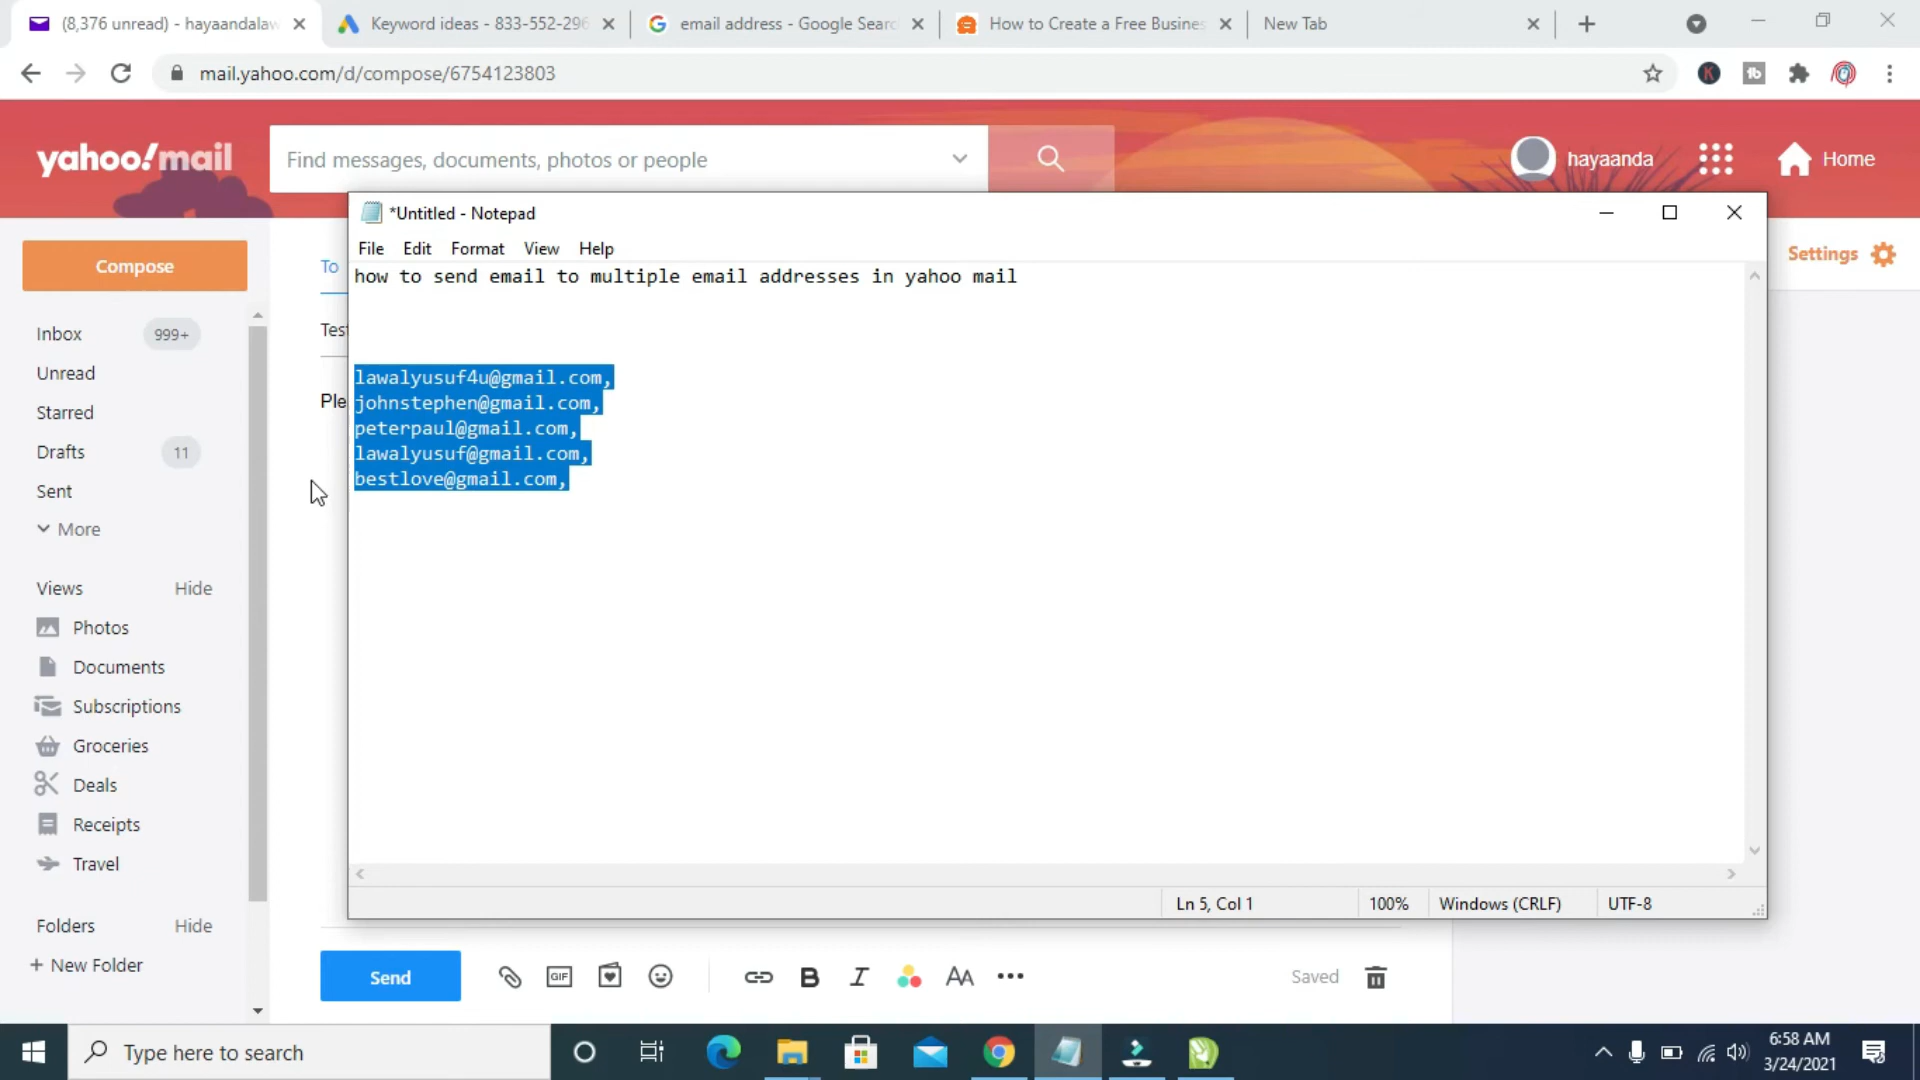 (8,376 unread) - hayaandalaw
Keyword ideas - 833-552-296
email address - Google Searc
How to Create a Free Busines
New Tab
mail.yahoo.com/d/compose/6754123803
yahoo!mail
Find messages, documents, photos or people
hayaanda
Home
*Untitled - Notepad
File Edit Format View Help
how to send email to multiple email addresses in yahoo mail
lawalyusuf4u@gmail.com,
johnstephen@gmail.com,
peterpaul@gmail.com,
lawalyusuf@gmail.com,
bestlove@gmail.com,
Ln 5, Col 1
100%
Windows (CRLF)
UTF-8
Compose
To
Settings
Inbox 999+
Tes
Unread
Ple
Starred
Drafts 11
Sent
More
Views Hide
Photos
Documents
Subscriptions
Groceries
Deals
Receipts
Travel
Folders Hide
+ New Folder
Send
GIF
B I AA
Saved
Type here to search
6:58 AM
3/24/2021